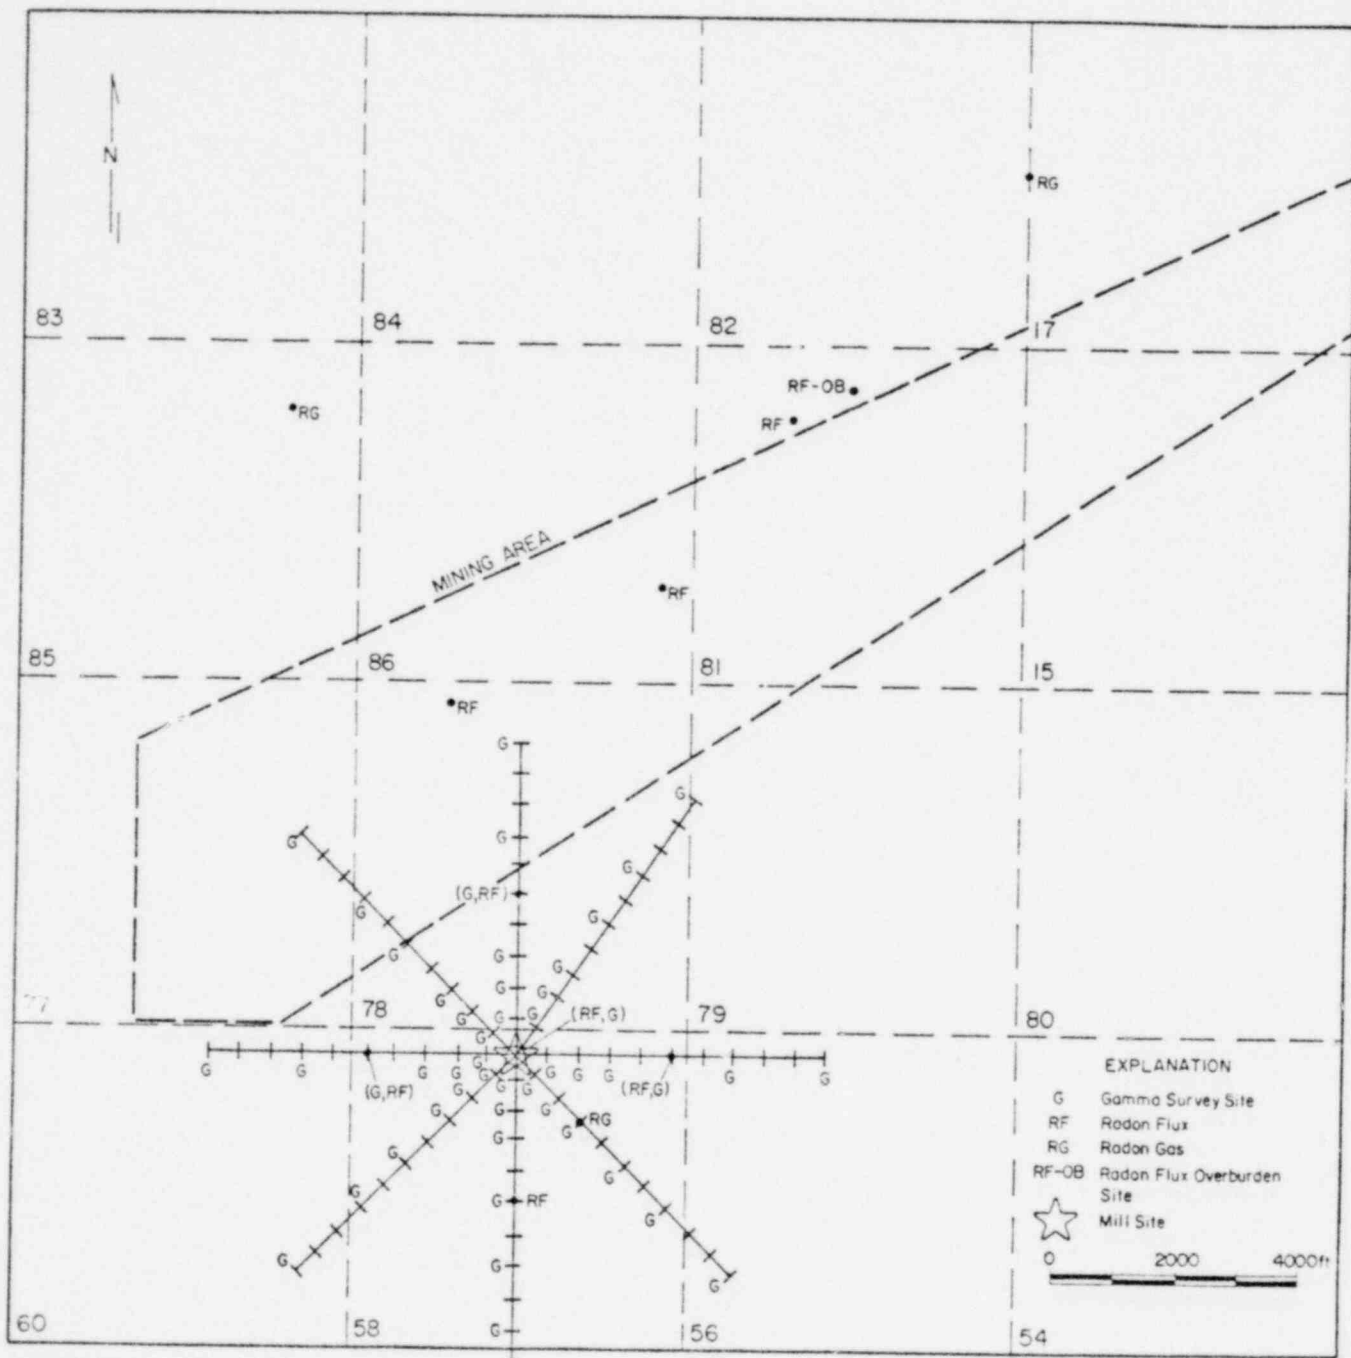 N
RG
83
84
82
17
RF-OB
RG
RF
MINING AREA
RF
85
86
81
15
RF
G
G
G
G
G
(G,RF)
G
G
G
G
G
G
G
G
G
G
G
G
G
77
78
(RF,G)
79
80
G
G
(G,RF)
G
G
G
G
G
G
G
G
G
G
(RF,G)
G
G
G
G
G
G
G
RG
G
G
G
G
G
G
RF
G
G
G
G
G
EXPLANATION
G Gamma Survey Site
RF Radon Flux
RG Radon Gas
RF-OB Radon Flux Overburden
Site
Mill Site
0 2000 4000ft
60
58
56
54